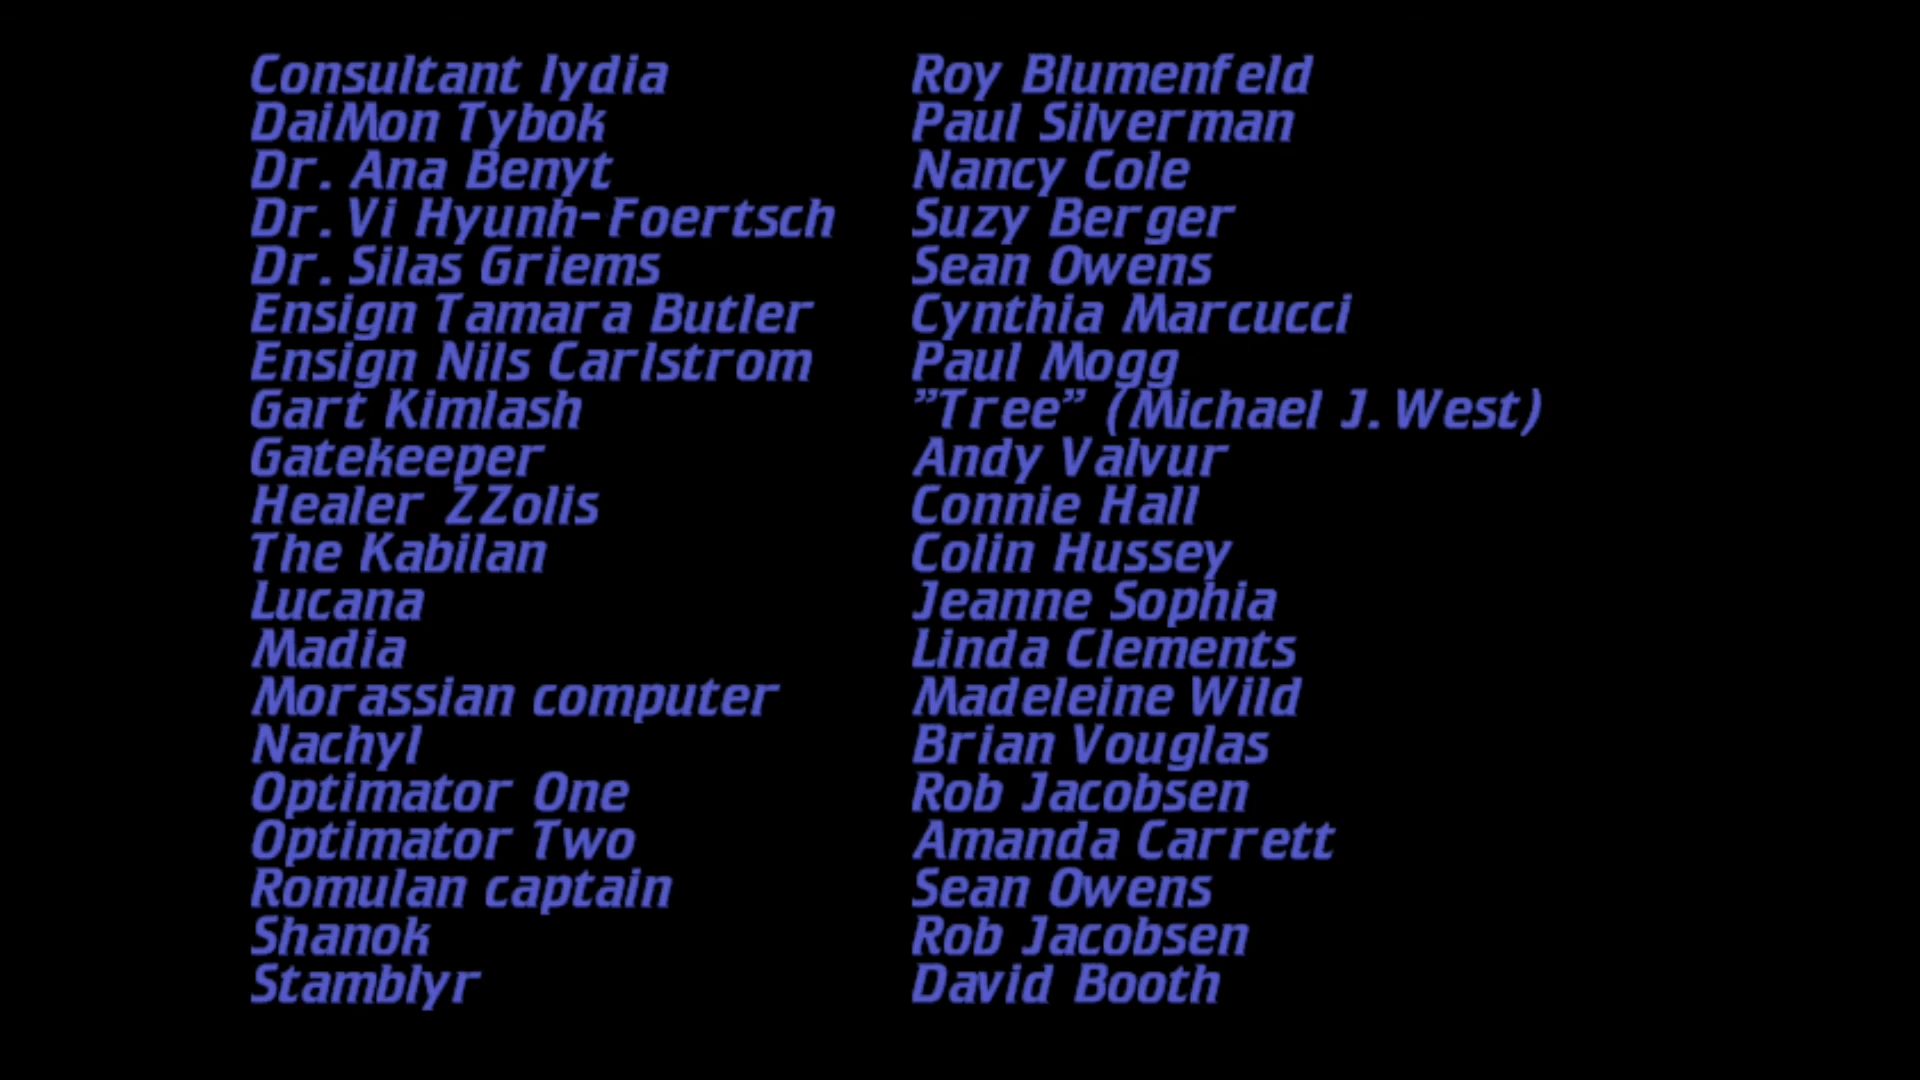 Consultant lydia Roy Blumenfeld
DaiMon Tybok Paul Silverman
Dr. Ana Benyt Nancy Cole
Dr. Vi Hyunh-Foertsch Suzy Berger
Dr. Silas Griems Sean Owens
Ensign Tamara Butler Cynthia Marcucci
Ensign Nils Carlstrom Paul Mogg
Gart Kimlash "Tree" (Michael J. West)
Gatekeeper Andy Valvur
Healer ZZolis Connie Hall
The Kabilan Colin Hussey
Lucana Jeanne Sophia
Madia Linda Clements
Morassian computer Madeleine Wild
Nachyl Brian Vouglas
Optimator One Rob Jacobsen
Optimator Two Amanda Carrett
Romulan captain Sean Owens
Shanok Rob Jacobsen
Stamblyr David Booth